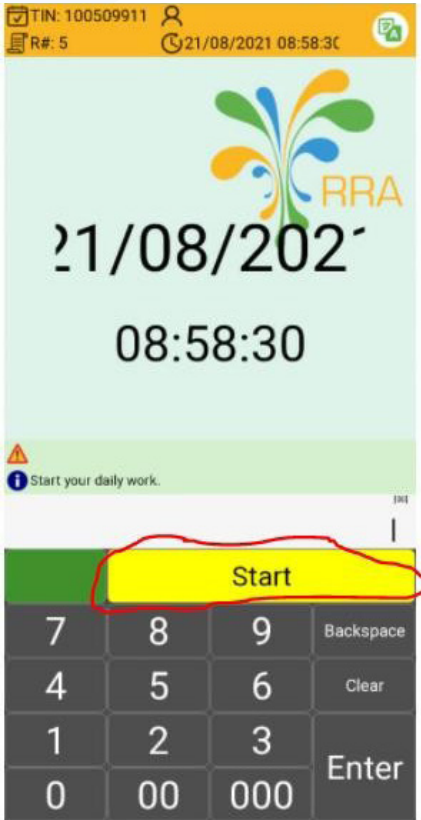 TIN: 100509911
R#: 5 21/08/2021 08:58:30
RRA
21/08/2021
08:58:30
Start your daily work.
Start
7 8 9 Backspace
4 5 6 Clear
1 2 3
0 00 000 Enter